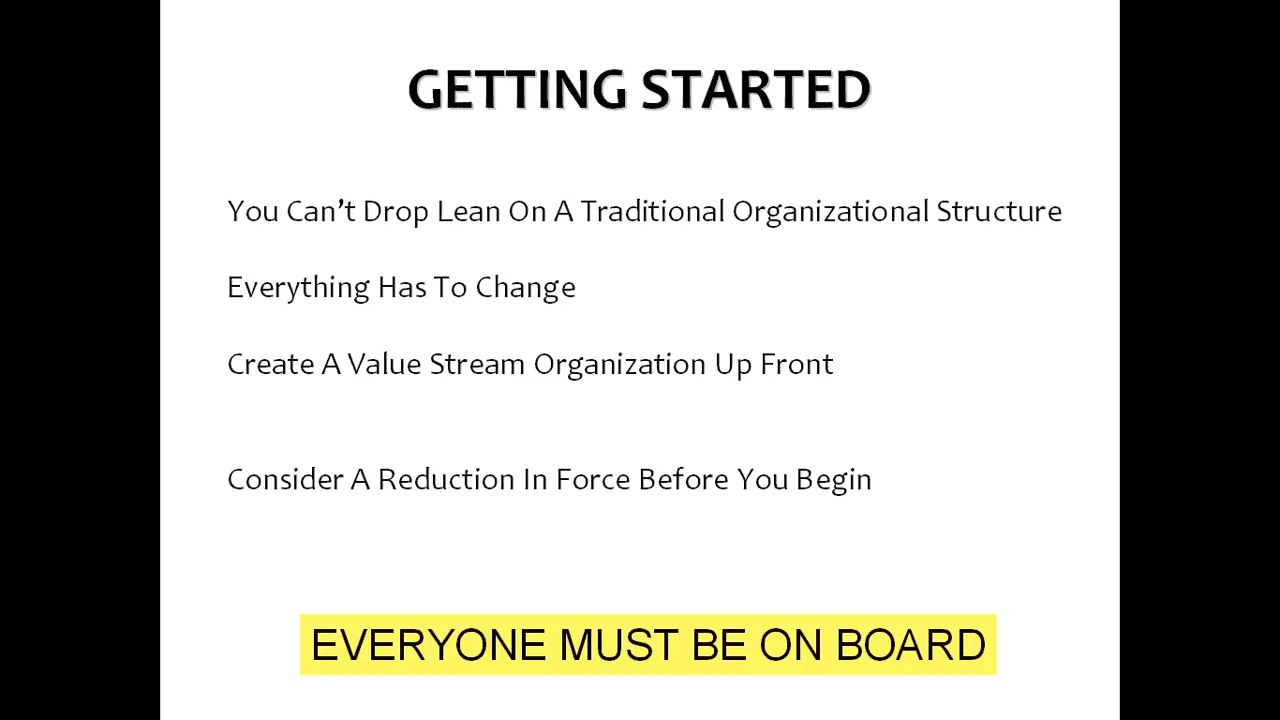 GETTING STARTED
You Can’t Drop Lean On A Traditional Organizational Structure
Everything Has To Change
Create A Value Stream Organization Up Front
Consider A Reduction In Force Before You Begin
EVERYONE MUST BE ON BOARD